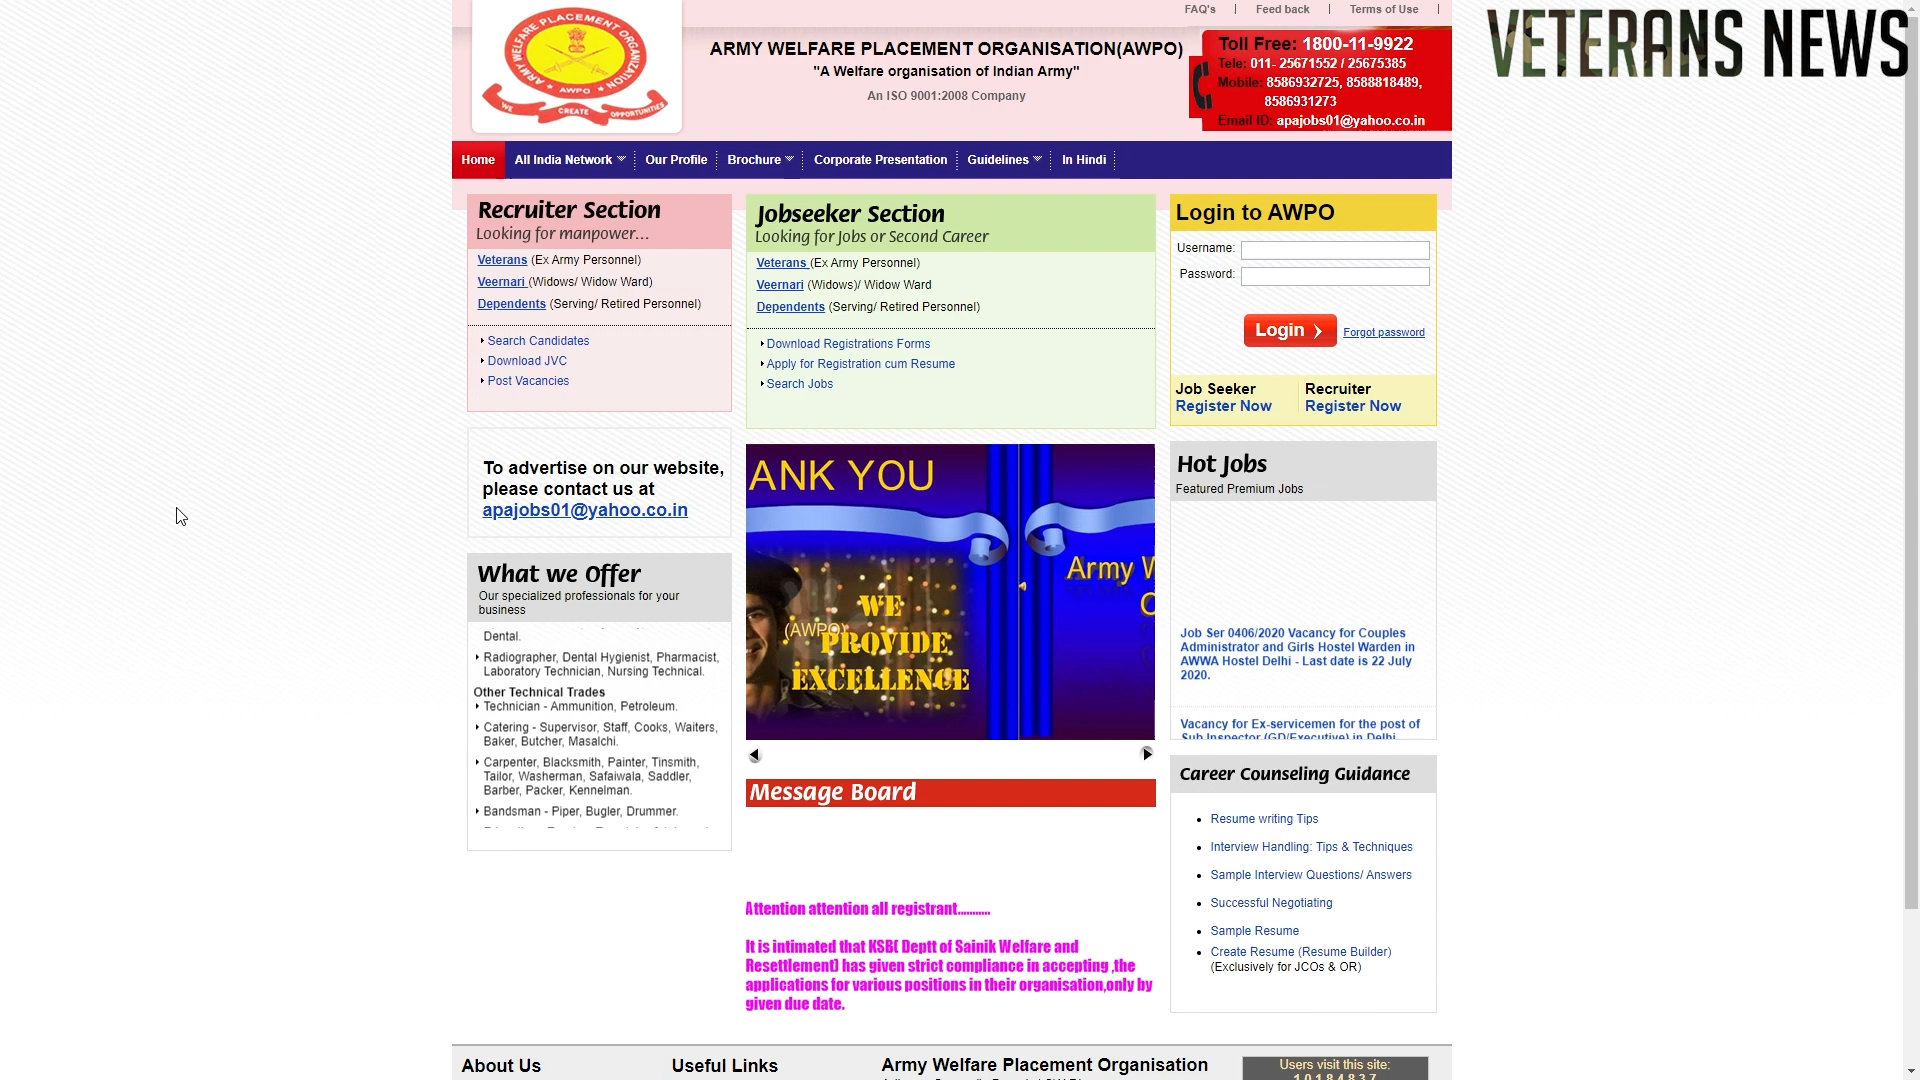 FAQ's | Feed back | Terms of Use |
VETERANS NEWS
ARMY WELFARE PLACEMENT ORGANIZATION
AWPO
WE CREATE OPPORTUNITIES
ARMY WELFARE PLACEMENT ORGANISATION(AWPO)
"A Welfare organisation of Indian Army"
An ISO 9001:2008 Company
Toll Free: 1800-11-9922
Tele: 011- 25671552 / 25675385
Mobile: 8586932725, 8588818489,
8586931273
Email ID: apajobs01@yahoo.co.in
Home All India Network Our Profile Brochure Corporate Presentation Guidelines In Hindi
Recruiter Section
Looking for manpower...
Veterans (Ex Army Personnel)
Veernari (Widows/ Widow Ward)
Dependents (Serving/ Retired Personnel)
Search Candidates
Download JVC
Post Vacancies
To advertise on our website,
please contact us at
apajobs01@yahoo.co.in
What we Offer
Our specialized professionals for your
business
Dental.
Radiographer, Dental Hygienist, Pharmacist,
Laboratory Technician, Nursing Technical.
Other Technical Trades
Technician - Ammunition, Petroleum.
Catering - Supervisor, Staff, Cooks, Waiters,
Baker, Butcher, Masalchi.
Carpenter, Blacksmith, Painter, Tinsmith,
Tailor, Washerman, Safaiwala, Saddler,
Barber, Packer, Kennelman.
Bandsman - Piper, Bugler, Drummer.
Jobseeker Section
Looking for Jobs or Second Career
Veterans (Ex Army Personnel)
Veernari (Widows)/ Widow Ward
Dependents (Serving/ Retired Personnel)
Download Registrations Forms
Apply for Registration cum Resume
Search Jobs
ANK YOU
Army W
(AWPO)
WE
PROVIDE
EXCELLENCE
Message Board
Attention attention all registrant..........
It is intimated that KSB( Deptt of Sainik Welfare and
Resettlement) has given strict compliance in accepting ,the
applications for various positions in their organisation,only by
given due date.
Login to AWPO
Username:
Password:
Login Forgot password
Job Seeker
Register Now
Recruiter
Register Now
Hot Jobs
Featured Premium Jobs
Job Ser 0406/2020 Vacancy for Couples
Administrator and Girls Hostel Warden in
AWWA Hostel Delhi - Last date is 22 July
2020.
Vacancy for Ex-servicemen for the post of
Sub Inspector (GD/Executive) in Delhi
Career Counseling Guidance
Resume writing Tips
Interview Handling: Tips & Techniques
Sample Interview Questions/ Answers
Successful Negotiating
Sample Resume
Create Resume (Resume Builder)
(Exclusively for JCOs & OR)
About Us
Useful Links
Army Welfare Placement Organisation
Users visit this site: